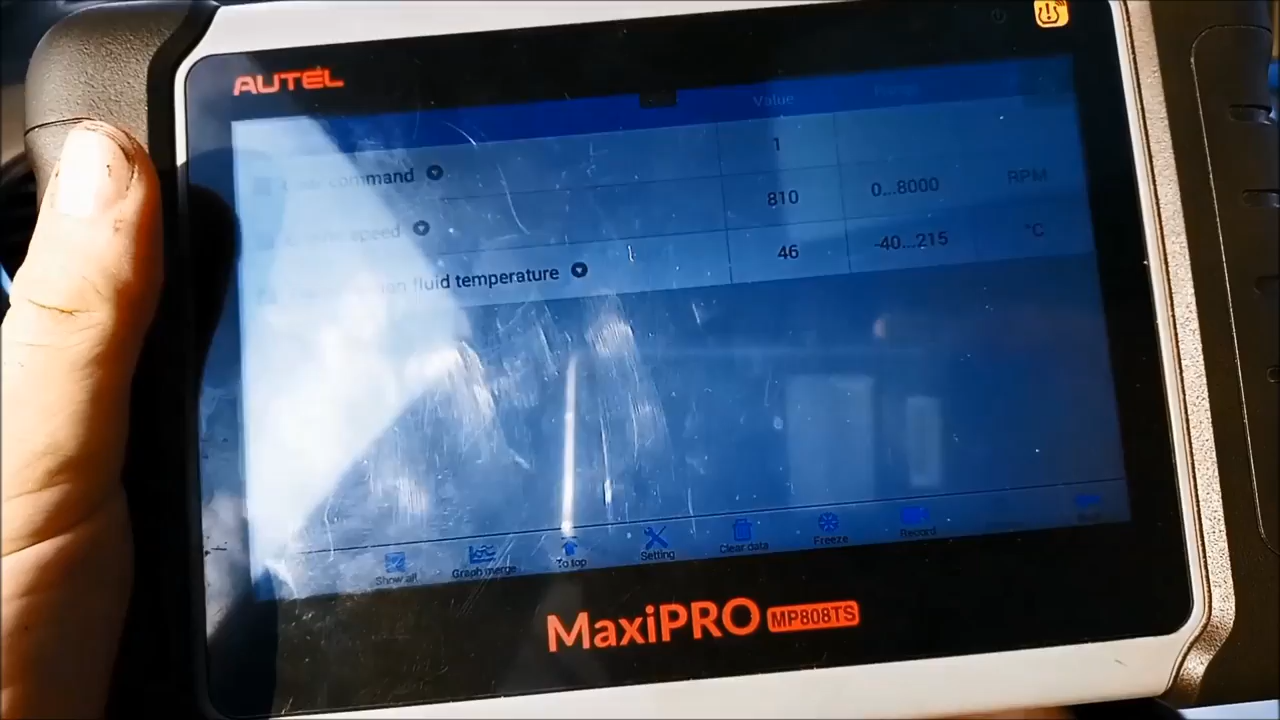 AUTEL
Value Range
command 1
speed 810 0...8000 RPM
fluid temperature 46 -40...215 °C
Show all Graph merge To top Setting Clear data Freeze Record
MaxiPRO MP808TS